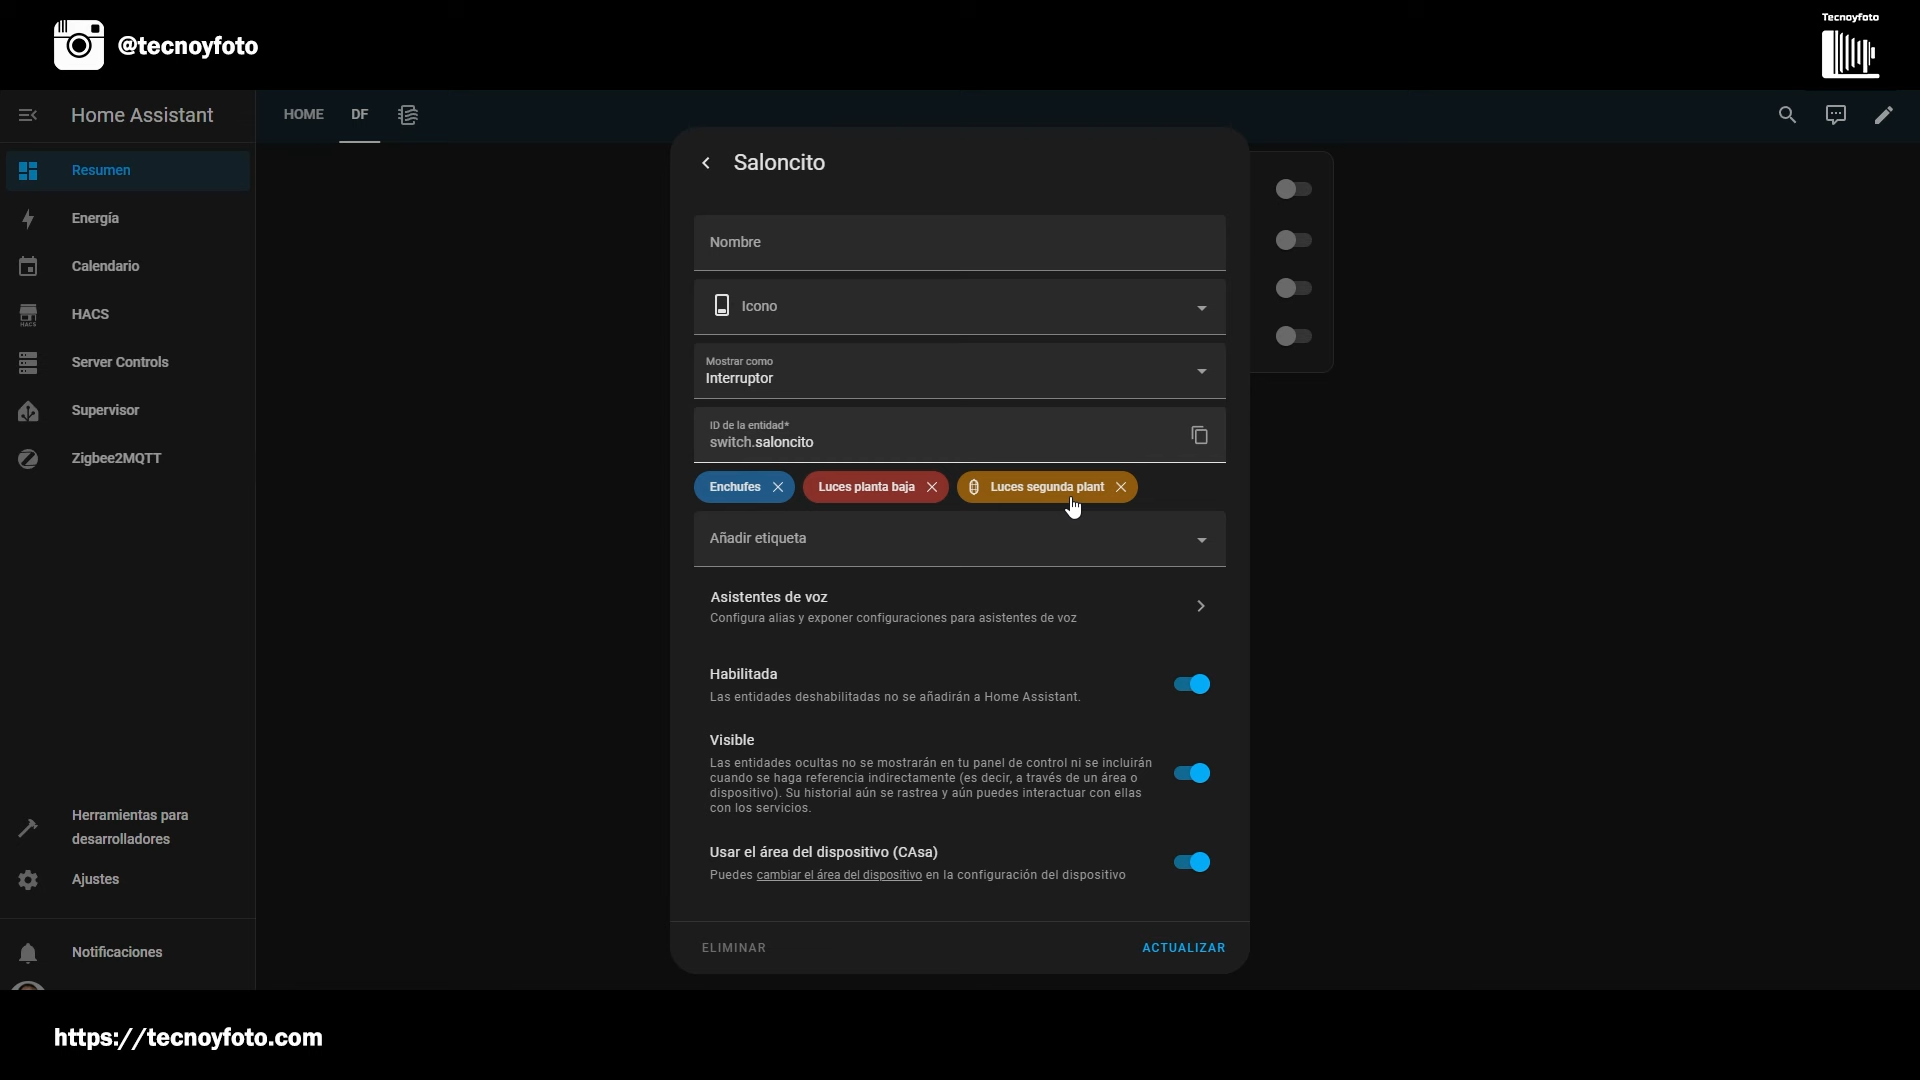 @tecnoyfoto
Tecnoyfoto
Home Assistant
HOME
DF
Resumen
Energía
Calendario
HACS
HACS
Server Controls
Supervisor
Zigbee2MQTT
Herramientas para
desarrolladores
Ajustes
Notificaciones
Saloncito
Nombre
Icono
Mostrar como
Interruptor
ID de la entidad*
switch.saloncito
Enchufes
Luces planta baja
Luces segunda plant
Añadir etiqueta
Asistentes de voz
Configura alias y exponer configuraciones para asistentes de voz
Habilitada
Las entidades deshabilitadas no se añadirán a Home Assistant.
Visible
Las entidades ocultas no se mostrarán en tu panel de control ni se incluirán
cuando se haga referencia indirectamente (es decir, a través de un área o
dispositivo). Su historial aún se rastrea y aún puedes interactuar con ellas
con los servicios.
Usar el área del dispositivo (CAsa)
Puedes cambiar el área del dispositivo en la configuración del dispositivo
ELIMINAR
ACTUALIZAR
https://tecnoyfoto.com